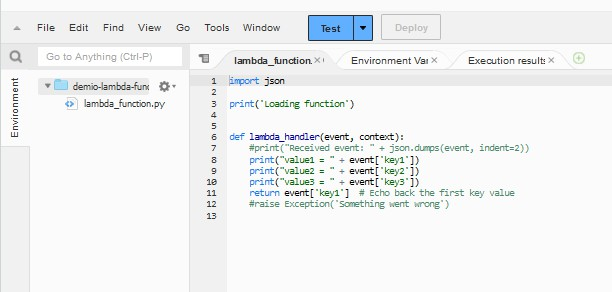 File Edit Find View Go Tools Window Test Deploy
Go to Anything (Ctrl-P)
lambda_function. Environment Var Execution results
Environment
demio-lambda-func
lambda_function.py
1 import json
2
3 print('Loading function')
4
5
6 def lambda_handler(event, context):
7 #print("Received event: " + json.dumps(event, indent=2))
8 print("value1 = " + event['key1'])
9 print("value2 = " + event['key2'])
10 print("value3 = " + event['key3'])
11 return event['key1']  # Echo back the first key value
12 #raise Exception('Something went wrong')
13